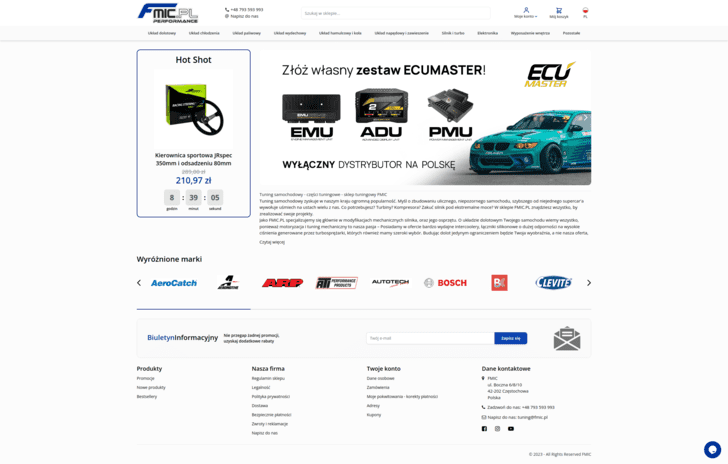 FMIC.PL
PERFORMANCE
+48 793 593 993
Napisz do nas
Szukaj w sklepie...
Moje konto
Mój koszyk
PL
Układ dolotowy Układ chłodzenia Układ paliwowy Układ wydechowy Układ hamulcowy i koła Układ napędowy i zawieszenie Silnik i turbo Elektronika Wyposażenie wnętrza Pozostałe
Hot Shot
Kierownica sportowa JRspec
350mm i odsadzeniu 80mm
210,97 zł
8 : 39 : 05
godzin minut sekund
Złóż własny zestaw ECUMASTER!
ECU
MASTER
EMU ADU PMU
WYŁĄCZNY DYSTRYBUTOR NA POLSKĘ
Tuning samochodowy - części tuningowe - sklep tuningowy FMIC
Tuning samochodowy zyskuje w naszym kraju ogromną popularność. Myśli o zbudowaniu ulicznego, niepozornego samochodu, szybszego od niejednego supercar'a
wywołuje uśmiech na ustach wielu z nas. Co potrzebujesz? Turbiny? Kompresora? Zakuć silnik pod ekstremalne moce? W sklepie FMIC.PL znajdziesz wszystko, by
zrealizować swoje projekty.
Jako FMIC.PL specjalizujemy się głównie w modyfikacjach mechanicznych silnika, oraz jego osprzętu. O układzie dolotowym Twojego samochodu wiemy wszystko,
ponieważ motoryzacja i tuning mechaniczny to nasza pasja – Posiadamy w ofercie bardzo wydajne intercoolery, łączniki silikonowe o dużej odporności na wysokie
ciśnienia generowane przez turbosprężarki, których również mamy szeroki wybór. Budując dolot jedynym ograniczeniem będzie Twoja wyobraźnia, a nie nasza oferta.
Czytaj więcej
Wyróżnione marki
AeroCatch
ARP
ATI PERFORMANCE PRODUCTS
AUTOTECH
BOSCH
BC
CLEVITE
BiuletynInformacyjny
Nie przegap żadnej promocji,
uzyskaj dodatkowe rabaty
Twój e-mail
Zapisz się
Produkty
Promocje
Nowe produkty
Bestsellery
Nasza firma
Regulamin sklepu
Legalność
Polityka prywatności
Dostawa
Bezpieczne płatności
Zwroty i reklamacje
Napisz do nas
Twoje konto
Dane osobowe
Zamówienia
Moje pokwitowania - korekty płatności
Adresy
Kupony
Dane kontaktowe
FMIC
ul. Boczna 6/8/10
42-202 Częstochowa
Polska
Zadzwoń do nas: +48 793 593 993
Napisz do nas: tuning@fmic.pl
© 2023 - All Rights Reserved FMIC